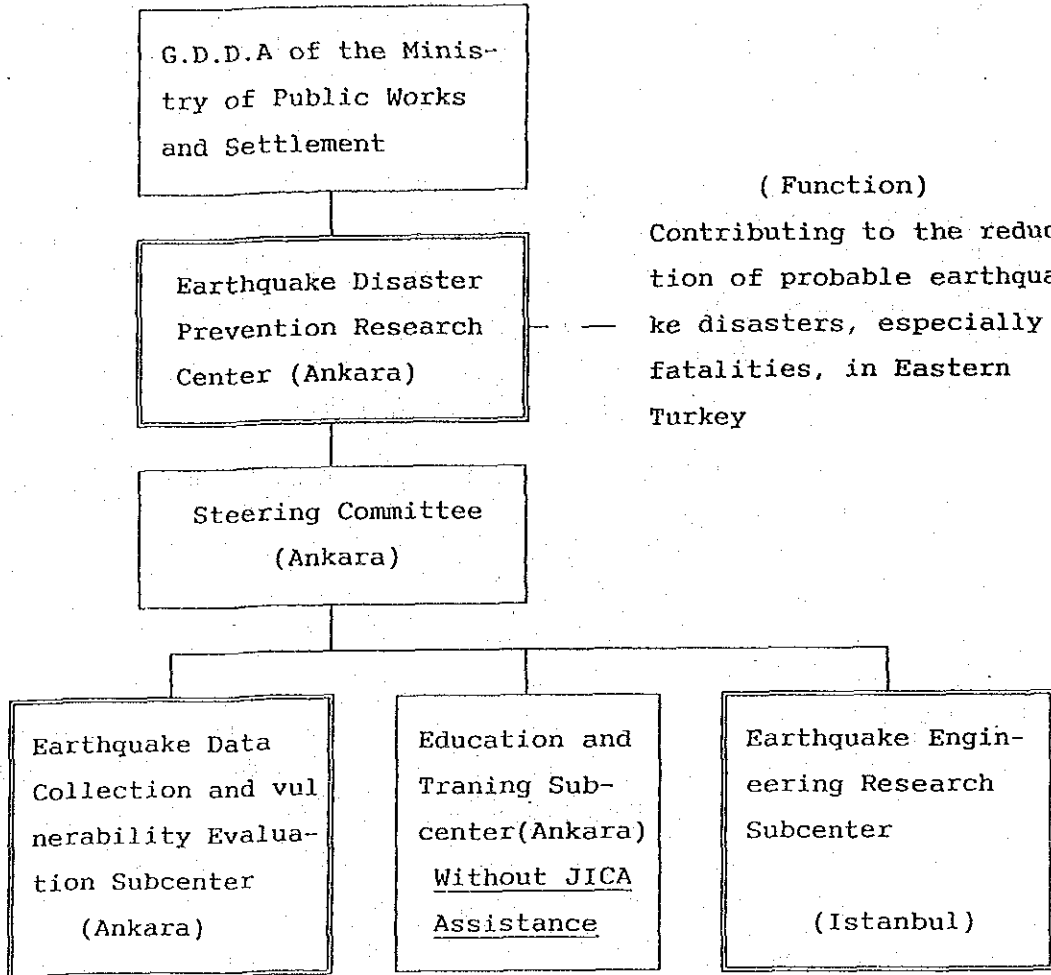 G.D.D.A of the Minis-
try of Public Works
and Settlement
( Function)
Contributing to the reduc
tion of probable earthqua
ke disasters, especially
fatalities, in Eastern
Turkey
Earthquake Disaster
Prevention Research
Center (Ankara)
Steering Committee
(Ankara)
Earthquake Data
Collection and vul
nerability Evalua-
tion Subcenter
(Ankara)
Education and
Traning Sub-
center(Ankara)
Without JICA
Assistance
Earthquake Engin-
eering Research
Subcenter
(Istanbul)